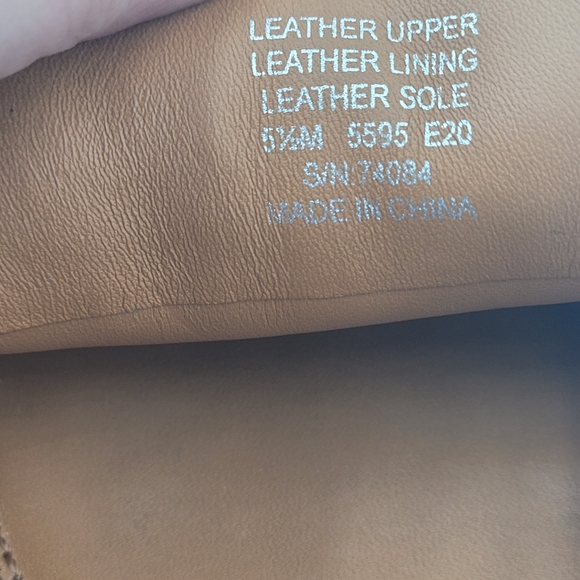 LEATHER UPPER
LEATHER LINING
LEATHER SOLE
5½M 5595 E20
S/N:74084
MADE IN CHINA